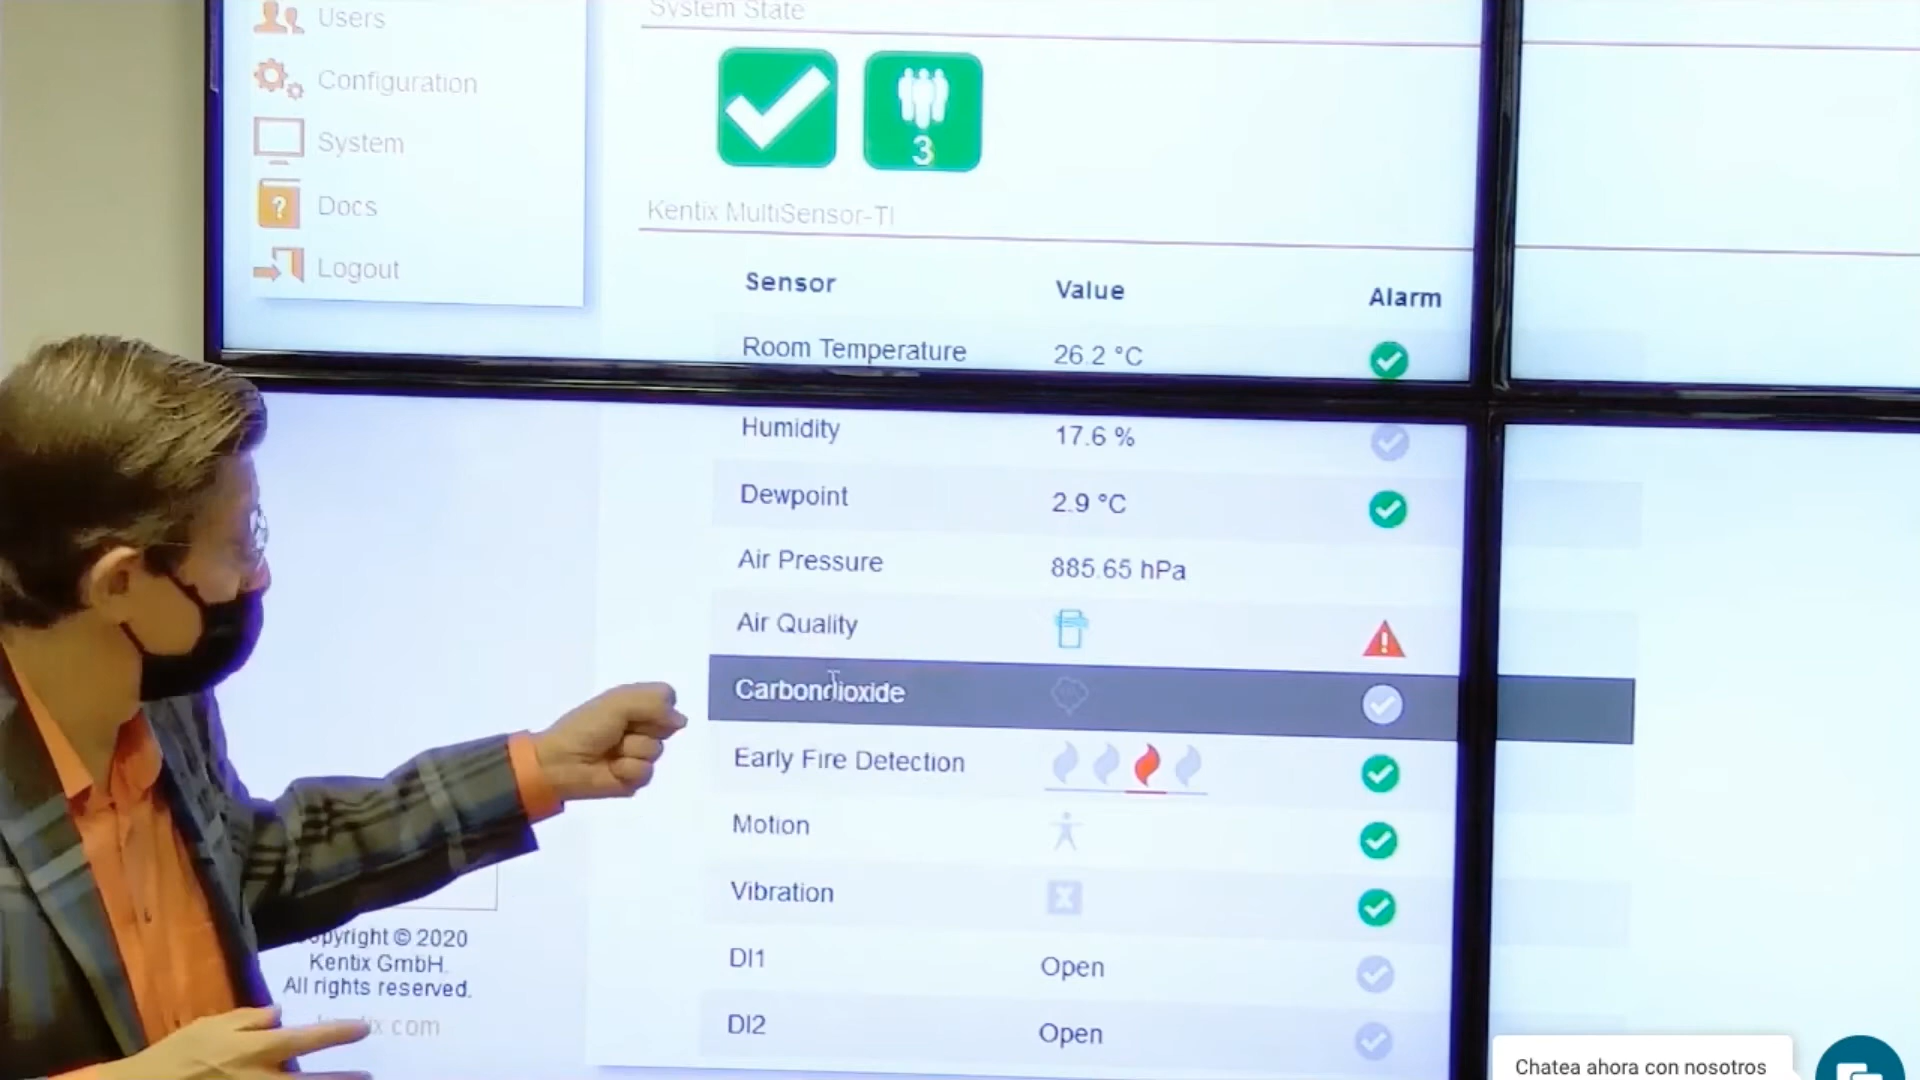 Users
Configuration
System
Docs
Logout
System State
3
Kentix MultiSensor-TI
Sensor Value Alarm
Room Temperature 26.2 °C
Humidity 17.6 %
Dewpoint 2.9 °C
Air Pressure 885.65 hPa
Air Quality
Carbondioxide
Early Fire Detection
Motion
Vibration
DI1 Open
DI2 Open
© 2020
Kentix GmbH.
All rights reserved.
Chatea ahora con nosotros